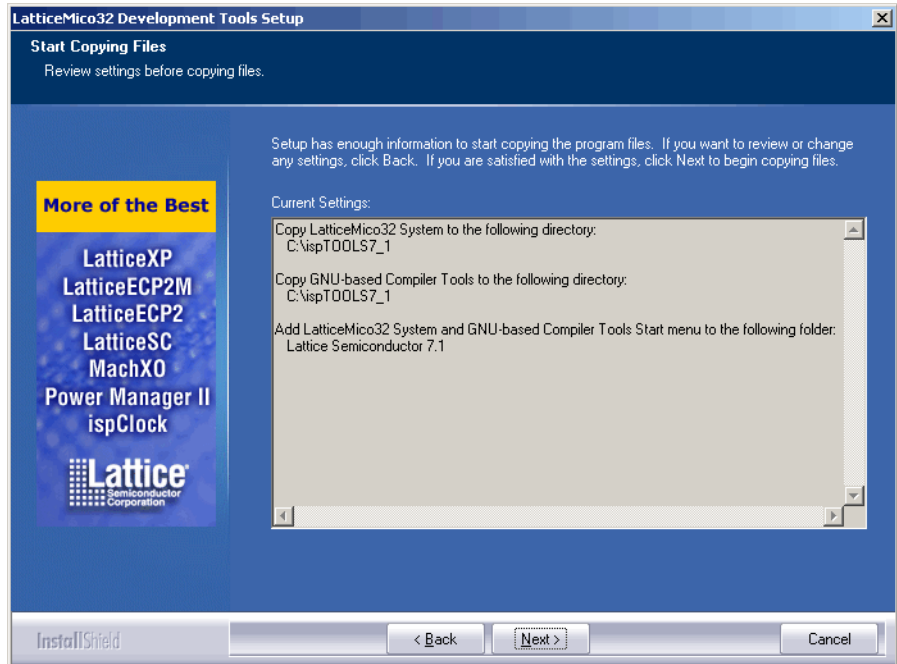 LatticeMico32 Development Tools Setup
Start Copying Files
Review settings before copying files.
Setup has enough information to start copying the program files. If you want to review or change
any settings, click Back. If you are satisfied with the settings, click Next to begin copying files.
Current Settings:
Copy LatticeMico32 System to the following directory:
C:\ispTOOLS7_1
Copy GNU-based Compiler Tools to the following directory:
C:\ispTOOLS7_1
Add LatticeMico32 System and GNU-based Compiler Tools Start menu to the following folder:
Lattice Semiconductor 7.1
More of the Best
LatticeXP
LatticeECP2M
LatticeECP2
LatticeSC
MachXO
Power Manager II
ispClock
Lattice
Semiconductor
Corporation
InstallShield
< Back
Next >
Cancel